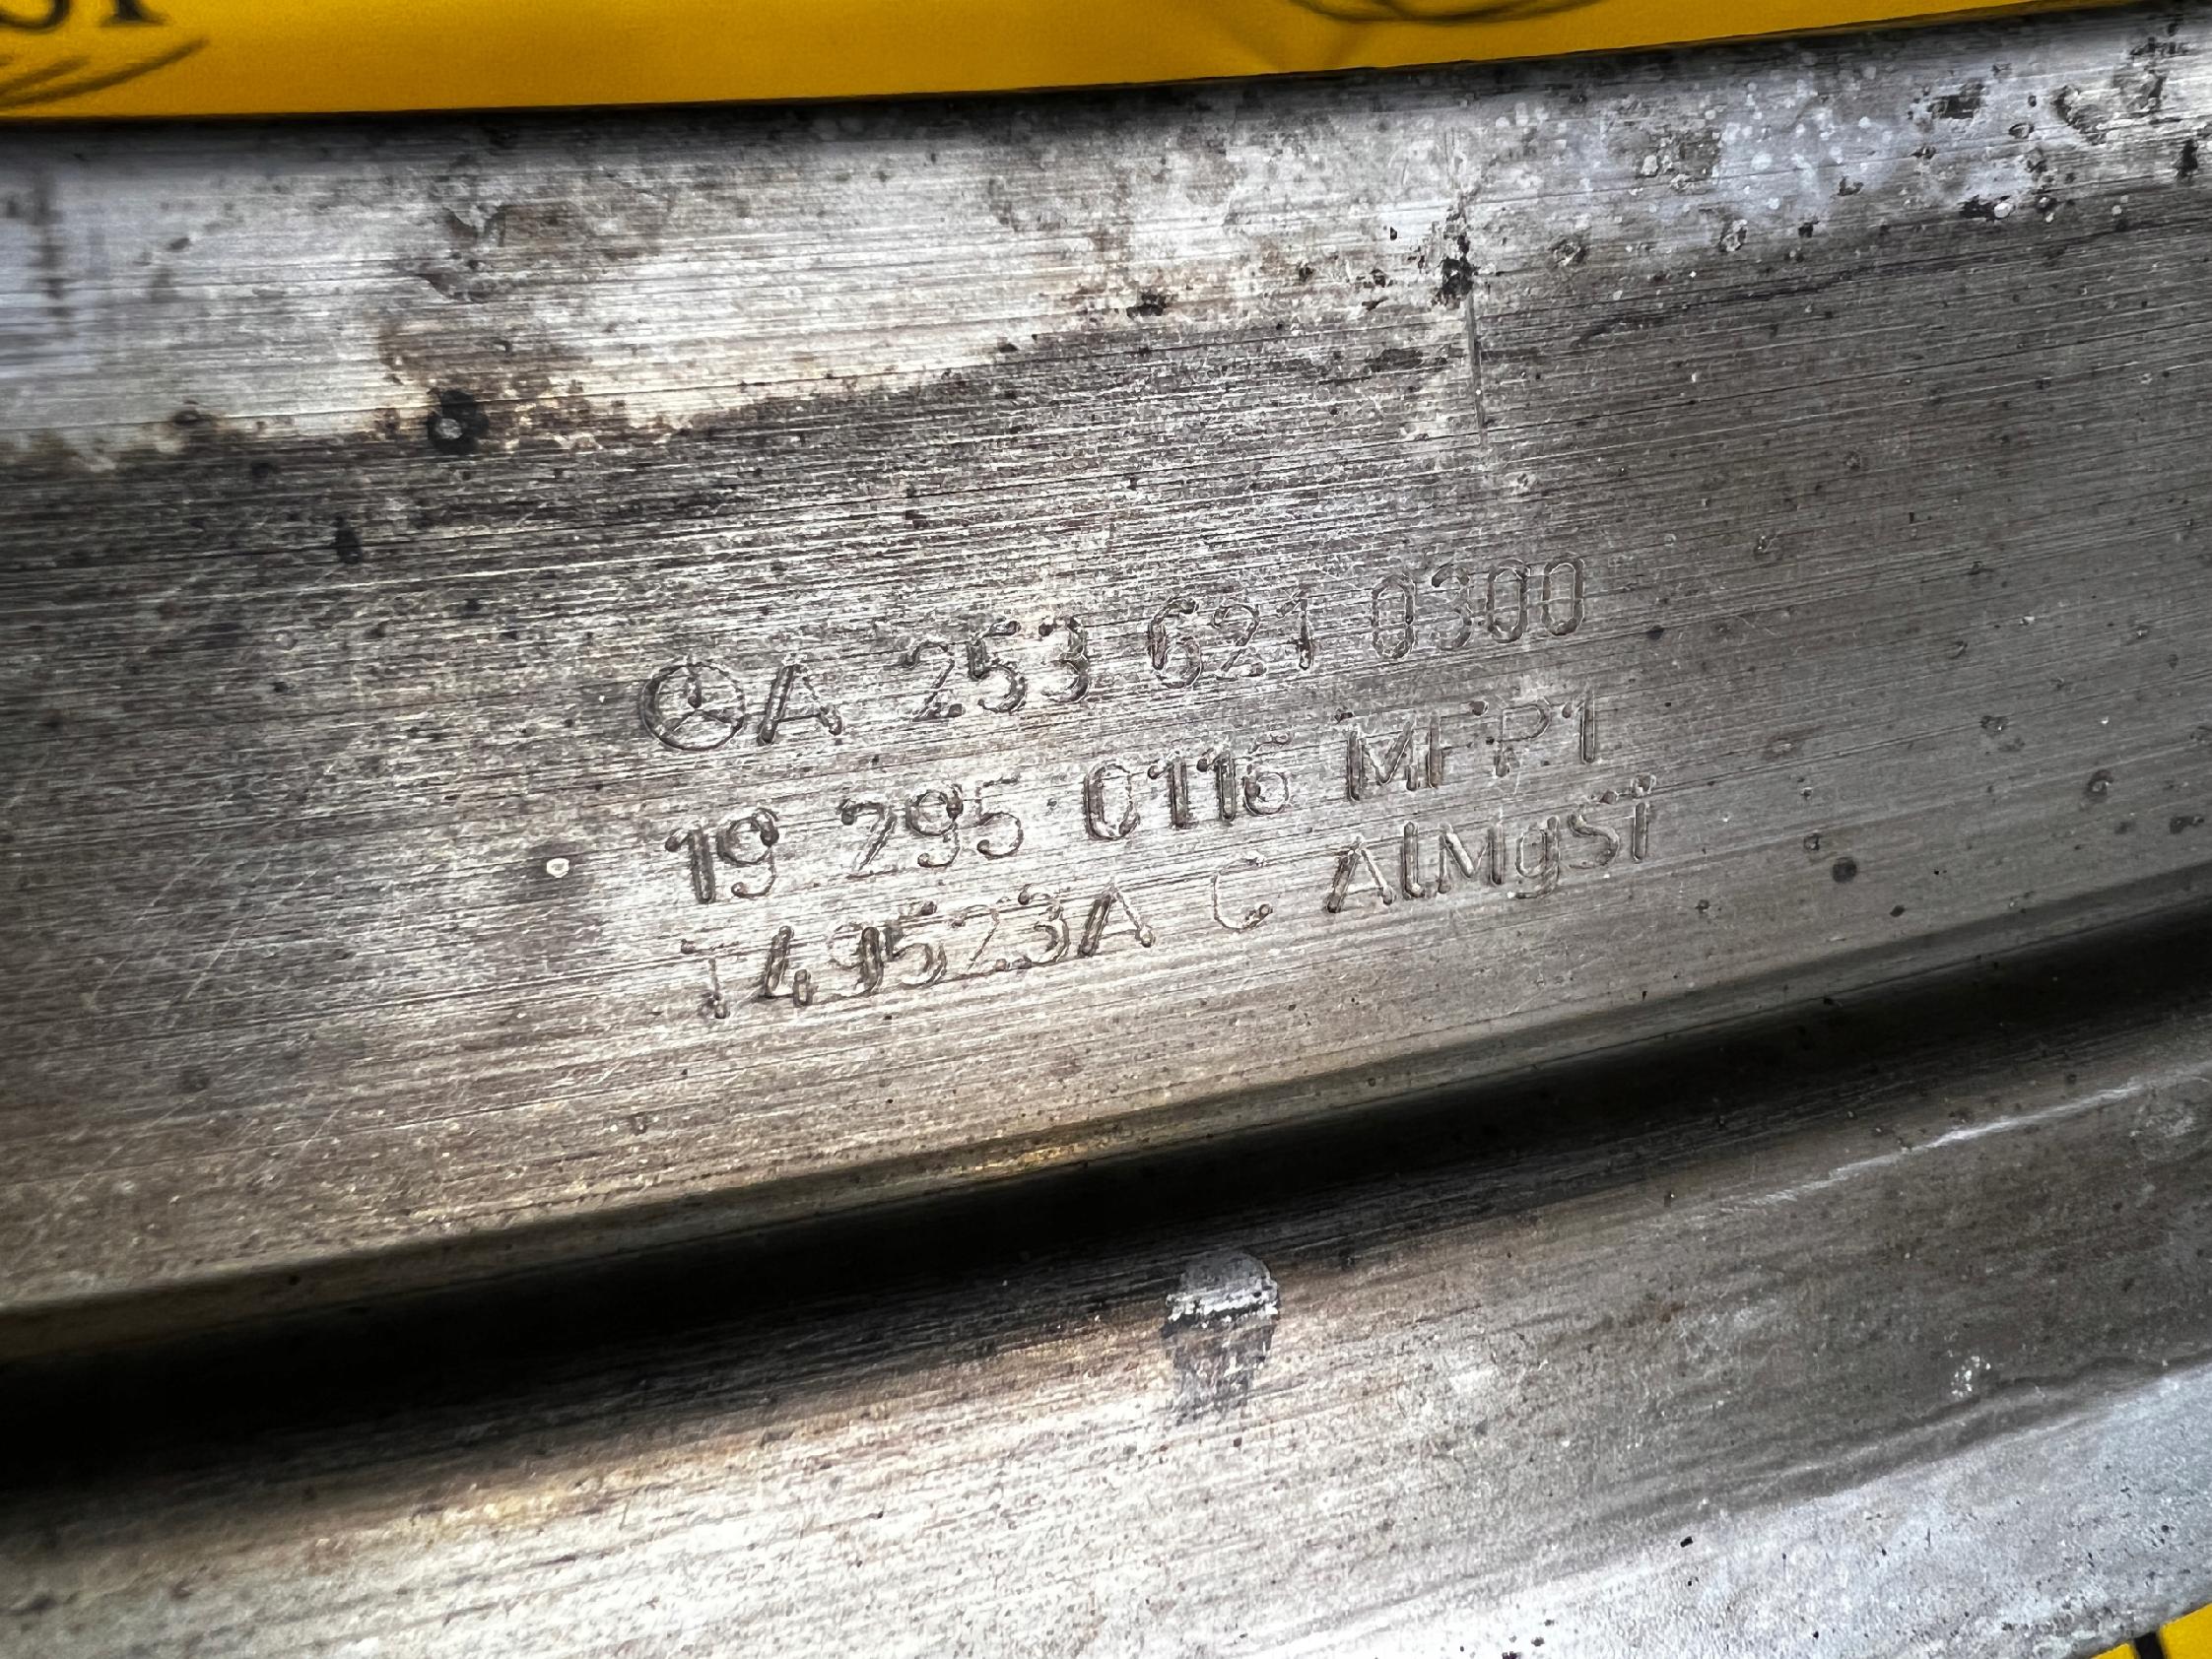 A 253 621 0300
19 295 0116 MFP1
T49523A C AlMgSi